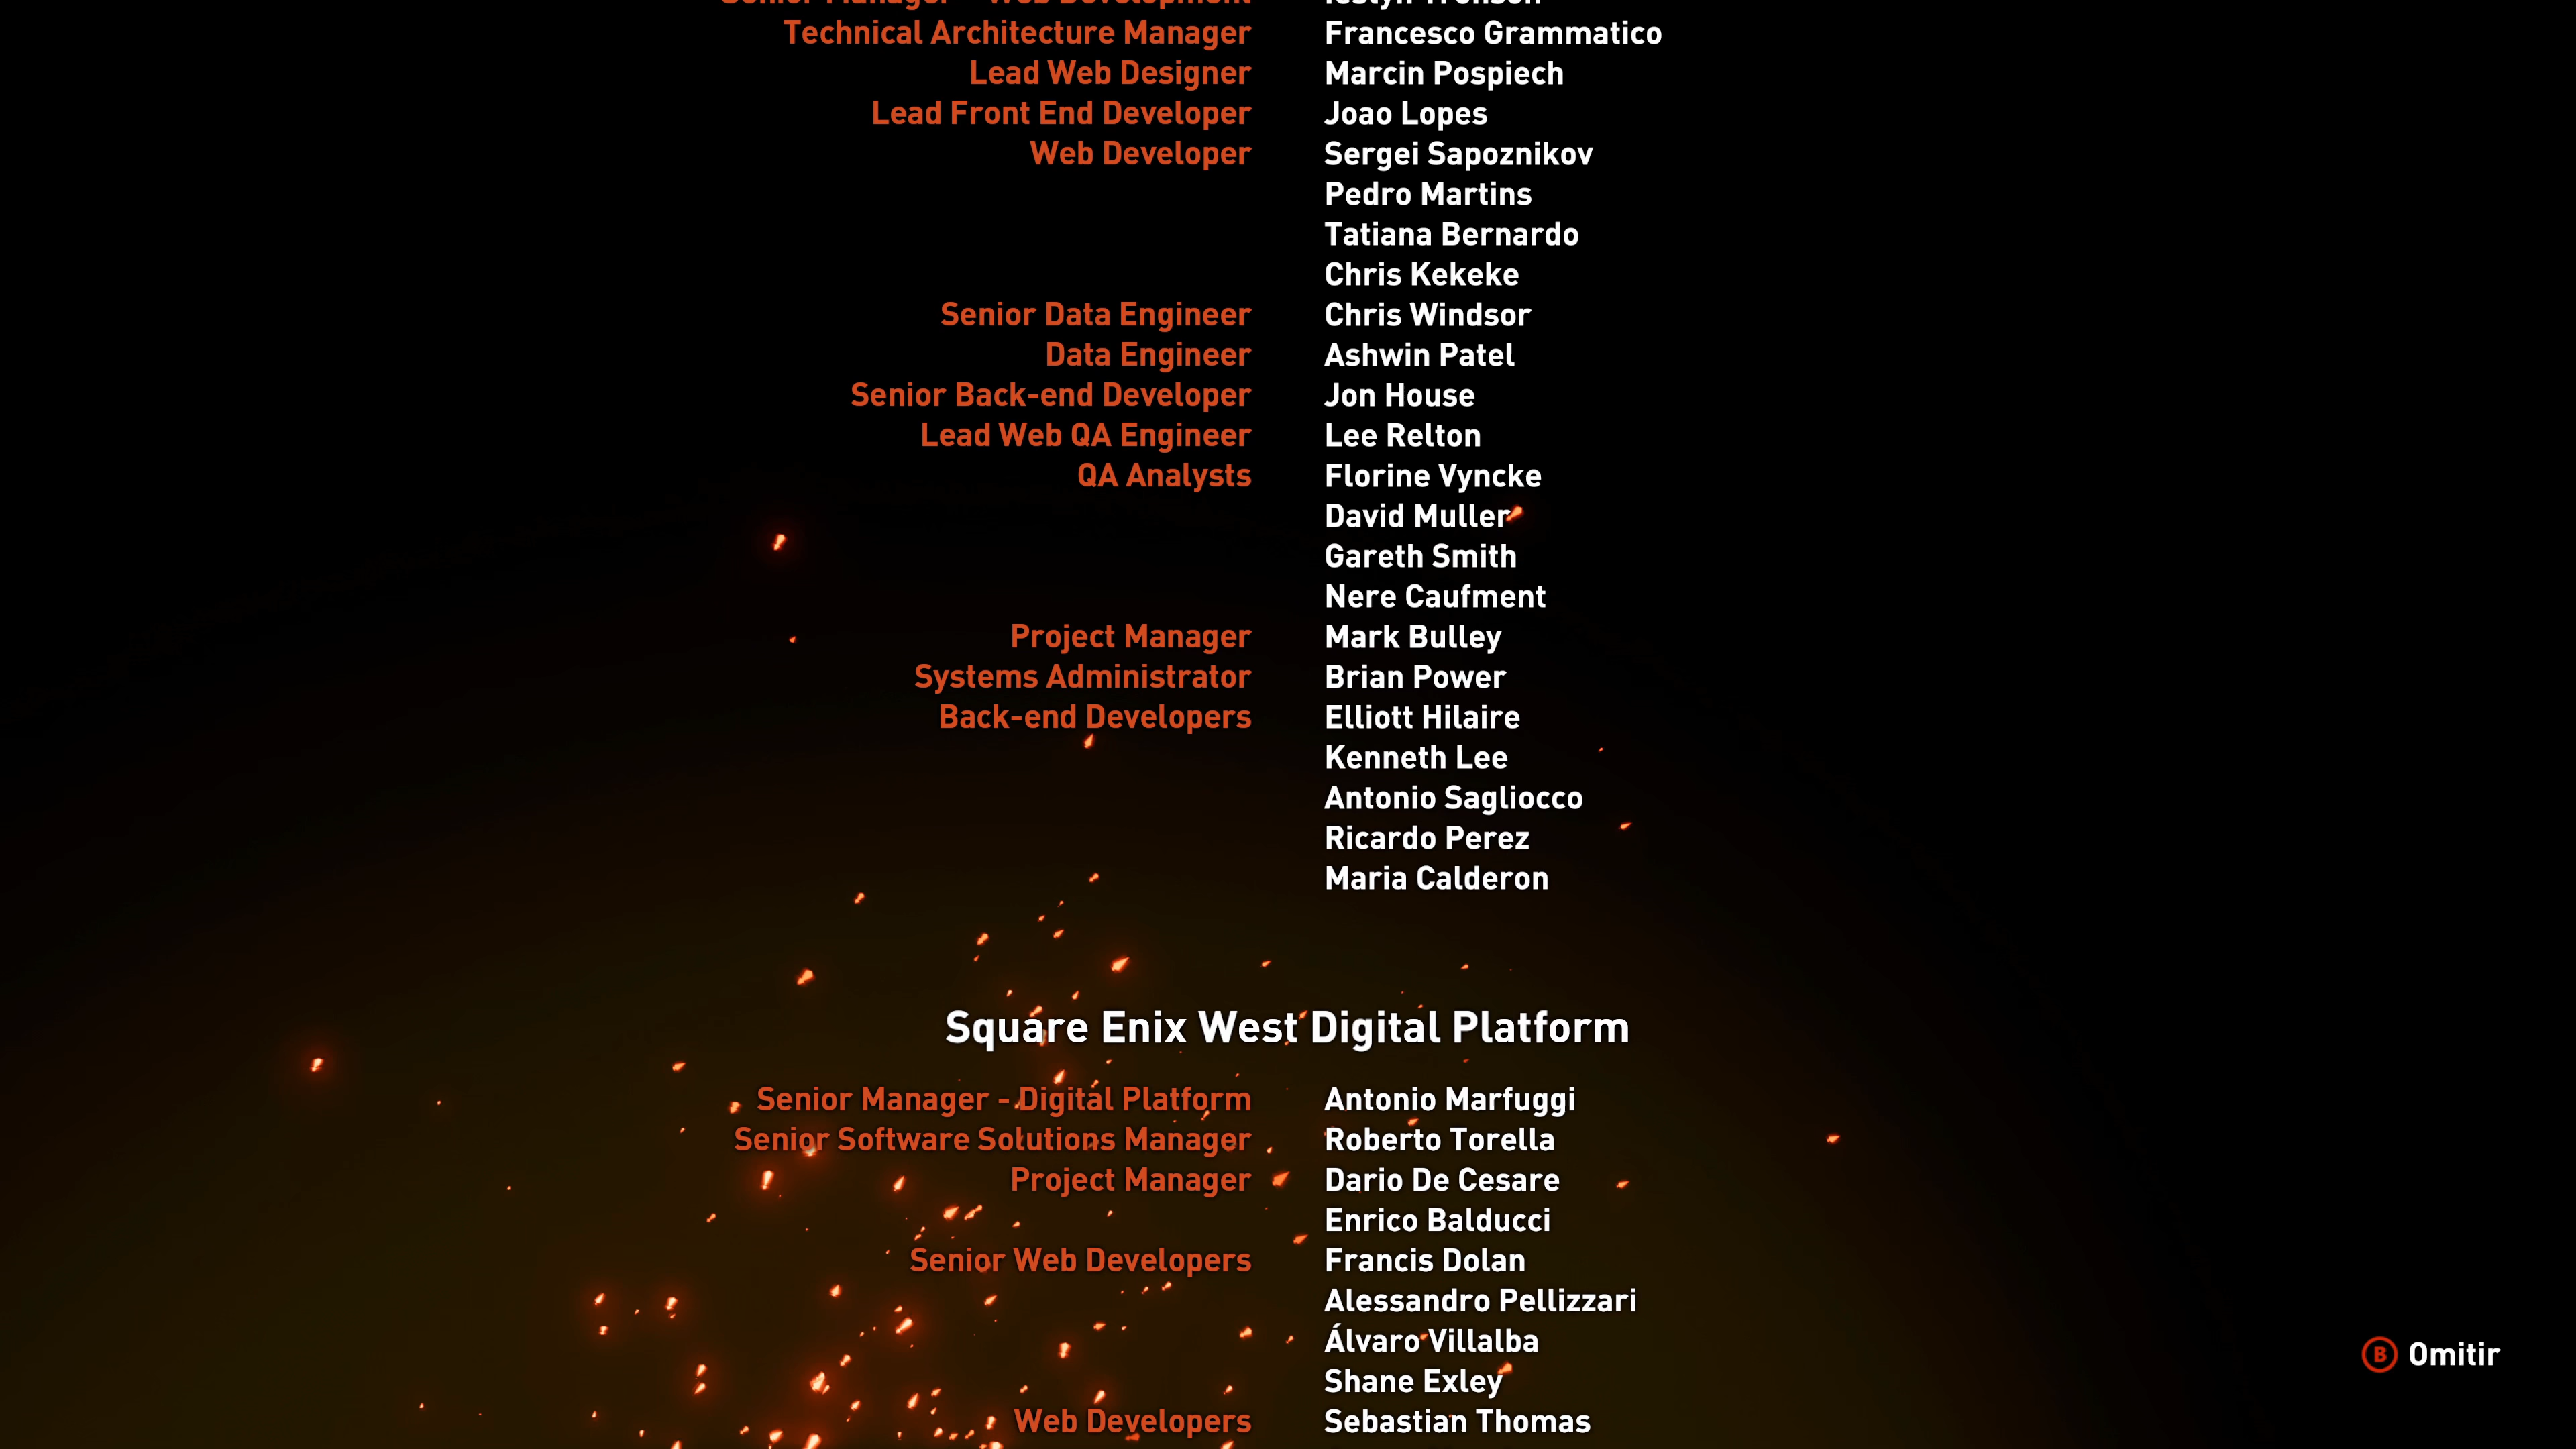 Senior Manager - Web Development
Technical Architecture Manager Francesco Grammatico
Lead Web Designer Marcin Pospiech
Lead Front End Developer Joao Lopes
Web Developer Sergei Sapoznikov
Pedro Martins
Tatiana Bernardo
Chris Kekeke
Senior Data Engineer Chris Windsor
Data Engineer Ashwin Patel
Senior Back-end Developer Jon House
Lead Web QA Engineer Lee Relton
QA Analysts Florine Vyncke
David Muller
Gareth Smith
Nere Caufment
Project Manager Mark Bulley
Systems Administrator Brian Power
Back-end Developers Elliott Hilaire
Kenneth Lee
Antonio Sagliocco
Ricardo Perez
Maria Calderon
Square Enix West Digital Platform
Senior Manager - Digital Platform Antonio Marfuggi
Senior Software Solutions Manager Roberto Torella
Project Manager Dario De Cesare
Enrico Balducci
Senior Web Developers Francis Dolan
Alessandro Pellizzari
Álvaro Villalba
Shane Exley
Web Developers Sebastian Thomas
B Omitir